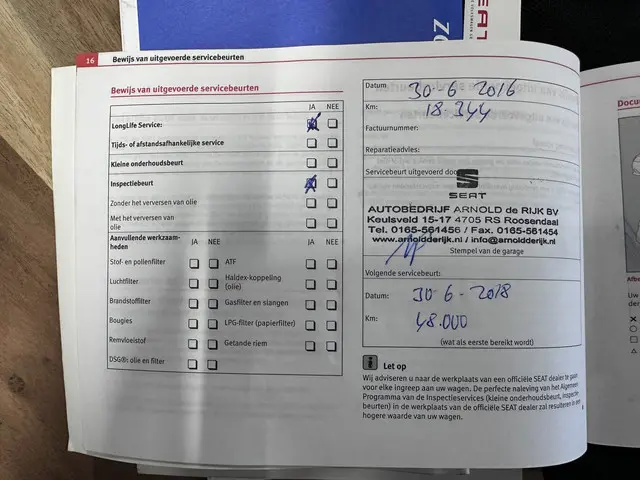 ZO
SEAT
16 Bewijs van uitgevoerde servicebeurten
Bewijs van uitgevoerde servicebeurten
JA NEE
LongLife Service:
Tijds- of afstandsafhankelijke service
Kleine onderhoudsbeurt
Inspectiebeurt
Zonder het verversen van olie
Met het verversen van
olie
Aanvullende werkzaam-
heden
JA NEE
JA NEE
Stof- en pollenfilter
ATF
Luchtfilter
Haldex-koppeling
(olie)
Brandstoffilter
Gasfilter en slangen
Bougies
LPG-filter (papierfilter)
Remvloeistof
Getande riem
DSG®: olie en filter
Datum 30-6-2016
Km: 18.344
Factuurnummer:
Reparatieadvies:
Servicebeurt uitgevoerd door
SEAT
AUTOBEDRIJF ARNOLD de RIJK BV
Keulsveld 15-17 4705 RS Roosendaal
Tel. 0165-561456 / Fax. 0165-561454
www.arnoldderijk.nl / info@arnoldderijk.nl
Stempel van de garage
Volgende servicebeurt:
Datum: 30-6-2018
Km: 48.000
(wat als eerste bereikt wordt)
i Let op
Wij adviseren u naar de werkplaats van een officiële SEAT dealer te gaan
voor elke ingreep aan uw wagen. De perfecte naleving van het Algemeen
Programma van de Inspectieservices (kleine onderhoudsbeurt, inspectie-
beurten) in de werkplaats van de officiële SEAT dealer zal resulteren in een
hogere waarde van uw wagen.
Docum
Uw